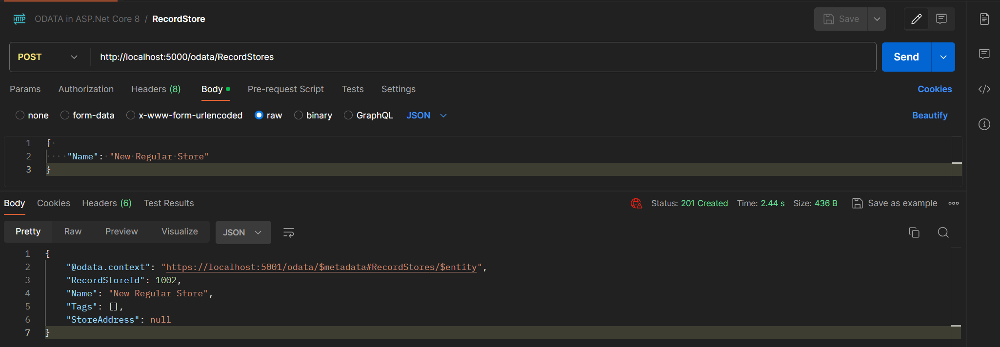 HTTP ODATA in ASP.Net Core 8 / RecordStore Save
POST http://localhost:5000/odata/RecordStores Send
Params Authorization Headers (8) Body Pre-request Script Tests Settings Cookies
none form-data x-www-form-urlencoded raw binary GraphQL JSON Beautify
1 {
2 "Name": "New Regular Store"
3 }
Body Cookies Headers (6) Test Results Status: 201 Created Time: 2.44 s Size: 436 B Save as example
Pretty Raw Preview Visualize JSON
1 {
2 "@odata.context": "https://localhost:5001/odata/$metadata#RecordStores/$entity",
3 "RecordStoreId": 1002,
4 "Name": "New Regular Store",
5 "Tags": [],
6 "StoreAddress": null
7 }